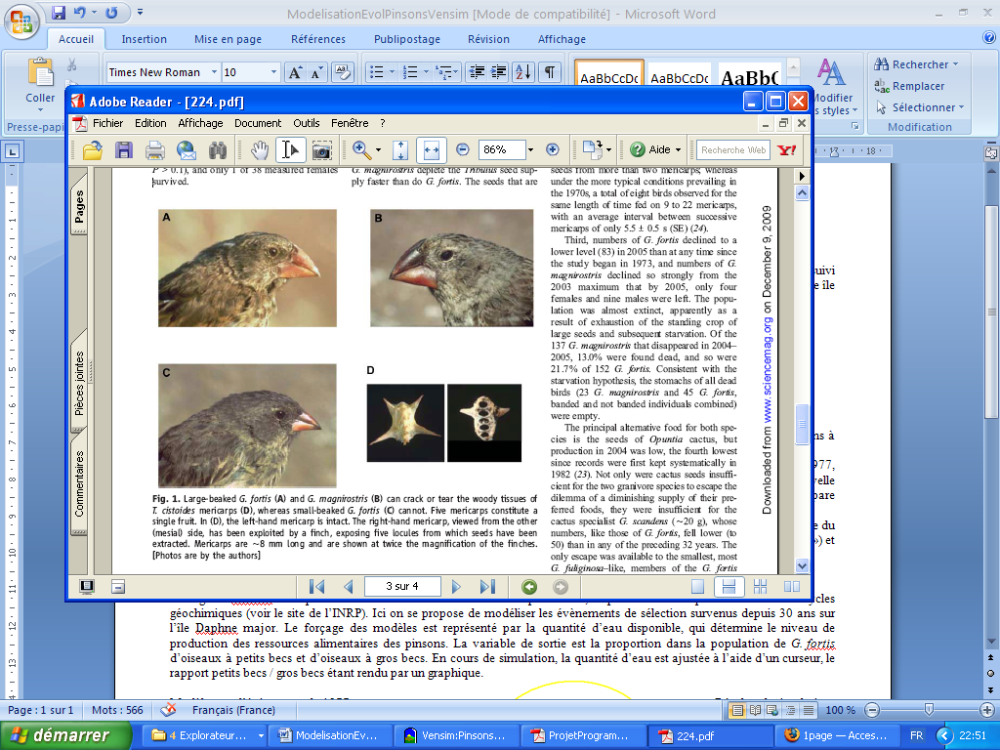 ModelisationEvolPinsonsVensim [Mode de compatibilité] - Microsoft Word
Accueil
Insertion
Mise en page
Références
Publipostage
Révision
Affichage
Coller
Presse-papi
Times New Roman
10
AaBbCcDc
AaBbCcDc
AaBb(
Modifier
es styles
Rechercher
Remplacer
Sélectionner
Modification
Adobe Reader - [224.pdf]
Fichier Edition Affichage Document Outils Fenêtre ?
86%
Aide
Recherche Web
Pages
Pièces jointes
Commentaires
P > 0.1), and only 1 of 38 measured females
survived.
G. magnirostris deplete the Tribulus seed sup-
ply faster than do G. fortis. The seeds that are
A
B
C
D
Fig. 1. Large-beaked G. fortis (A) and G. magnirostris (B) can crack or tear the woody tissues of
T. cistoides mericarps (D), whereas small-beaked G. fortis (C) cannot. Five mericarps constitute a
single fruit. In (D), the left-hand mericarp is intact. The right-hand mericarp, viewed from the other
(mesial) side, has been exploited by a finch, exposing five locules from which seeds have been
extracted. Mericarps are ~8 mm long and are shown at twice the magnification of the finches.
[Photos are by the authors]
seeds from more than two mericarps; whereas
under the more typical conditions prevailing in
the 1970s, a total of eight birds observed for the
same length of time fed on 9 to 22 mericarps,
with an average interval between successive
mericarps of only 5.5 ± 0.5 s (SE) (24).
Third, numbers of G. fortis declined to a
lower level (83) in 2005 than at any time since
the study began in 1973, and numbers of G.
magnirostris declined so strongly from the
2003 maximum that by 2005, only four
females and nine males were left. The popu-
lation was almost extinct, apparently as a
result of exhaustion of the standing crop of
large seeds and subsequent starvation. Of the
137 G. magnirostris that disappeared in 2004–
2005, 13.0% were found dead, and so were
21.7% of 152 G. fortis. Consistent with the
starvation hypothesis, the stomachs of all dead
birds (23 G. magnirostris and 45 G. fortis,
banded and not banded individuals combined)
were empty.
The principal alternative food for both spe-
cies is the seeds of Opuntia cactus, but
production in 2004 was low, the fourth lowest
since records were first kept systematically in
1982 (23). Not only were cactus seeds insuffi-
cient for the two granivore species to escape the
dilemma of a diminishing supply of their pre-
ferred foods, they were insufficient for the
cactus specialist G. scandens (~20 g), whose
numbers, like those of G. fortis, fell lower (to
50) than in any of the preceding 32 years. The
only escape was available to the smallest, most
G. fuliginosa–like, members of the G. fortis
Downloaded from www.sciencemag.org on December 9, 2009
3 sur 4
suivi
e île
ns à
977,
velle
pare
e du
») et
cles
géochimiques (voir le site de l'INRP). Ici on se propose de modéliser les évènements de sélection survenus depuis 30 ans sur
l'île Daphne major. Le forçage des modèles est représenté par la quantité d'eau disponible, qui détermine le niveau de
production des ressources alimentaires des pinsons. La variable de sortie est la proportion dans la population de G. fortis
d'oiseaux à petits becs et d'oiseaux à gros becs. En cours de simulation, la quantité d'eau est ajustée à l'aide d'un curseur, le
rapport petits becs / gros becs étant rendu par un graphique.
Page : 1 sur 1
Mots : 566
Français (France)
100 %
démarrer
4 Explorateur...
ModelisationEv...
Vensim:Pinsons...
ProjetProgram...
224.pdf
1page — Acces...
FR
22:51